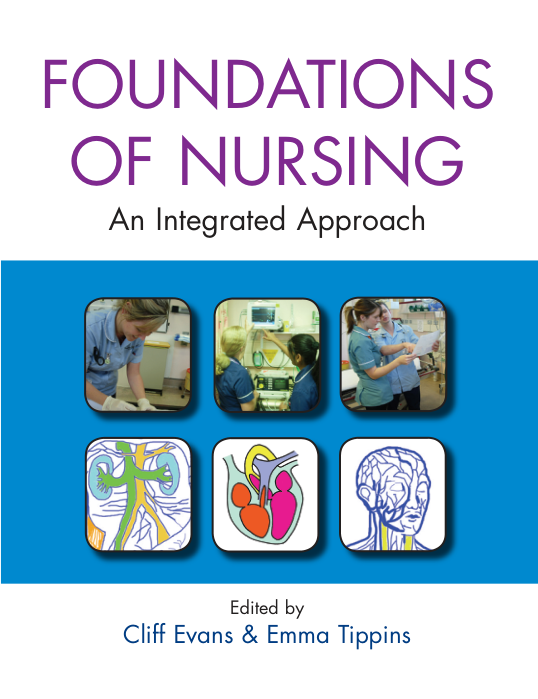 FOUNDATIONS
OF NURSING
An Integrated Approach
Edited by
Cliff Evans & Emma Tippins